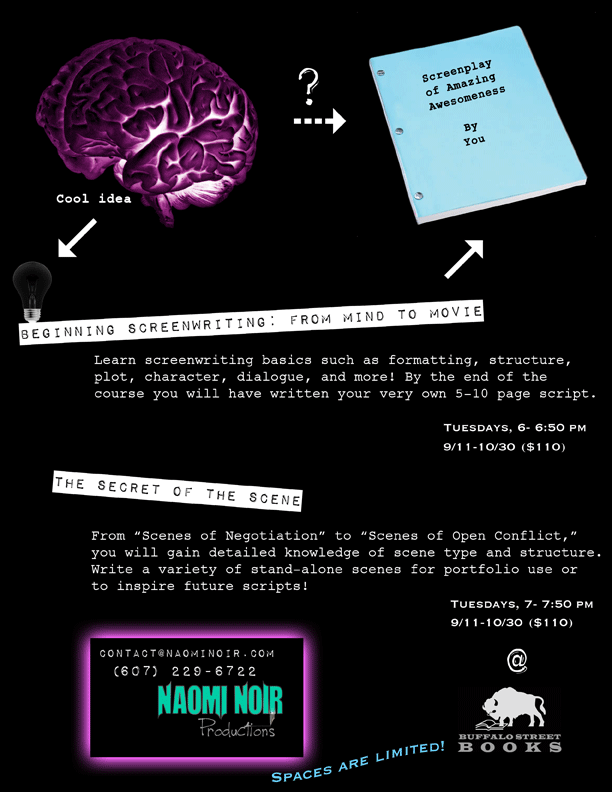 ?
Screenplay
of Amazing
Awesomeness
By
You
Cool idea
BEGINNING SCREENWRITING: FROM MIND TO MOVIE
Learn screenwriting basics such as formatting, structure,
plot, character, dialogue, and more! By the end of the
course you will have written your very own 5-10 page script.
Tuesdays, 6- 6:50 pm
9/11-10/30 ($110)
THE SECRET OF THE SCENE
From “Scenes of Negotiation” to “Scenes of Open Conflict,”
you will gain detailed knowledge of scene type and structure.
Write a variety of stand-alone scenes for portfolio use or
to inspire future scripts!
Tuesdays, 7- 7:50 pm
9/11-10/30 ($110)
CONTACT@NAOMINOIR.COM
(607) 229-6722
NAOMI NOIR
Productions
@
BUFFALO STREET
BOOKS
Spaces are limited!